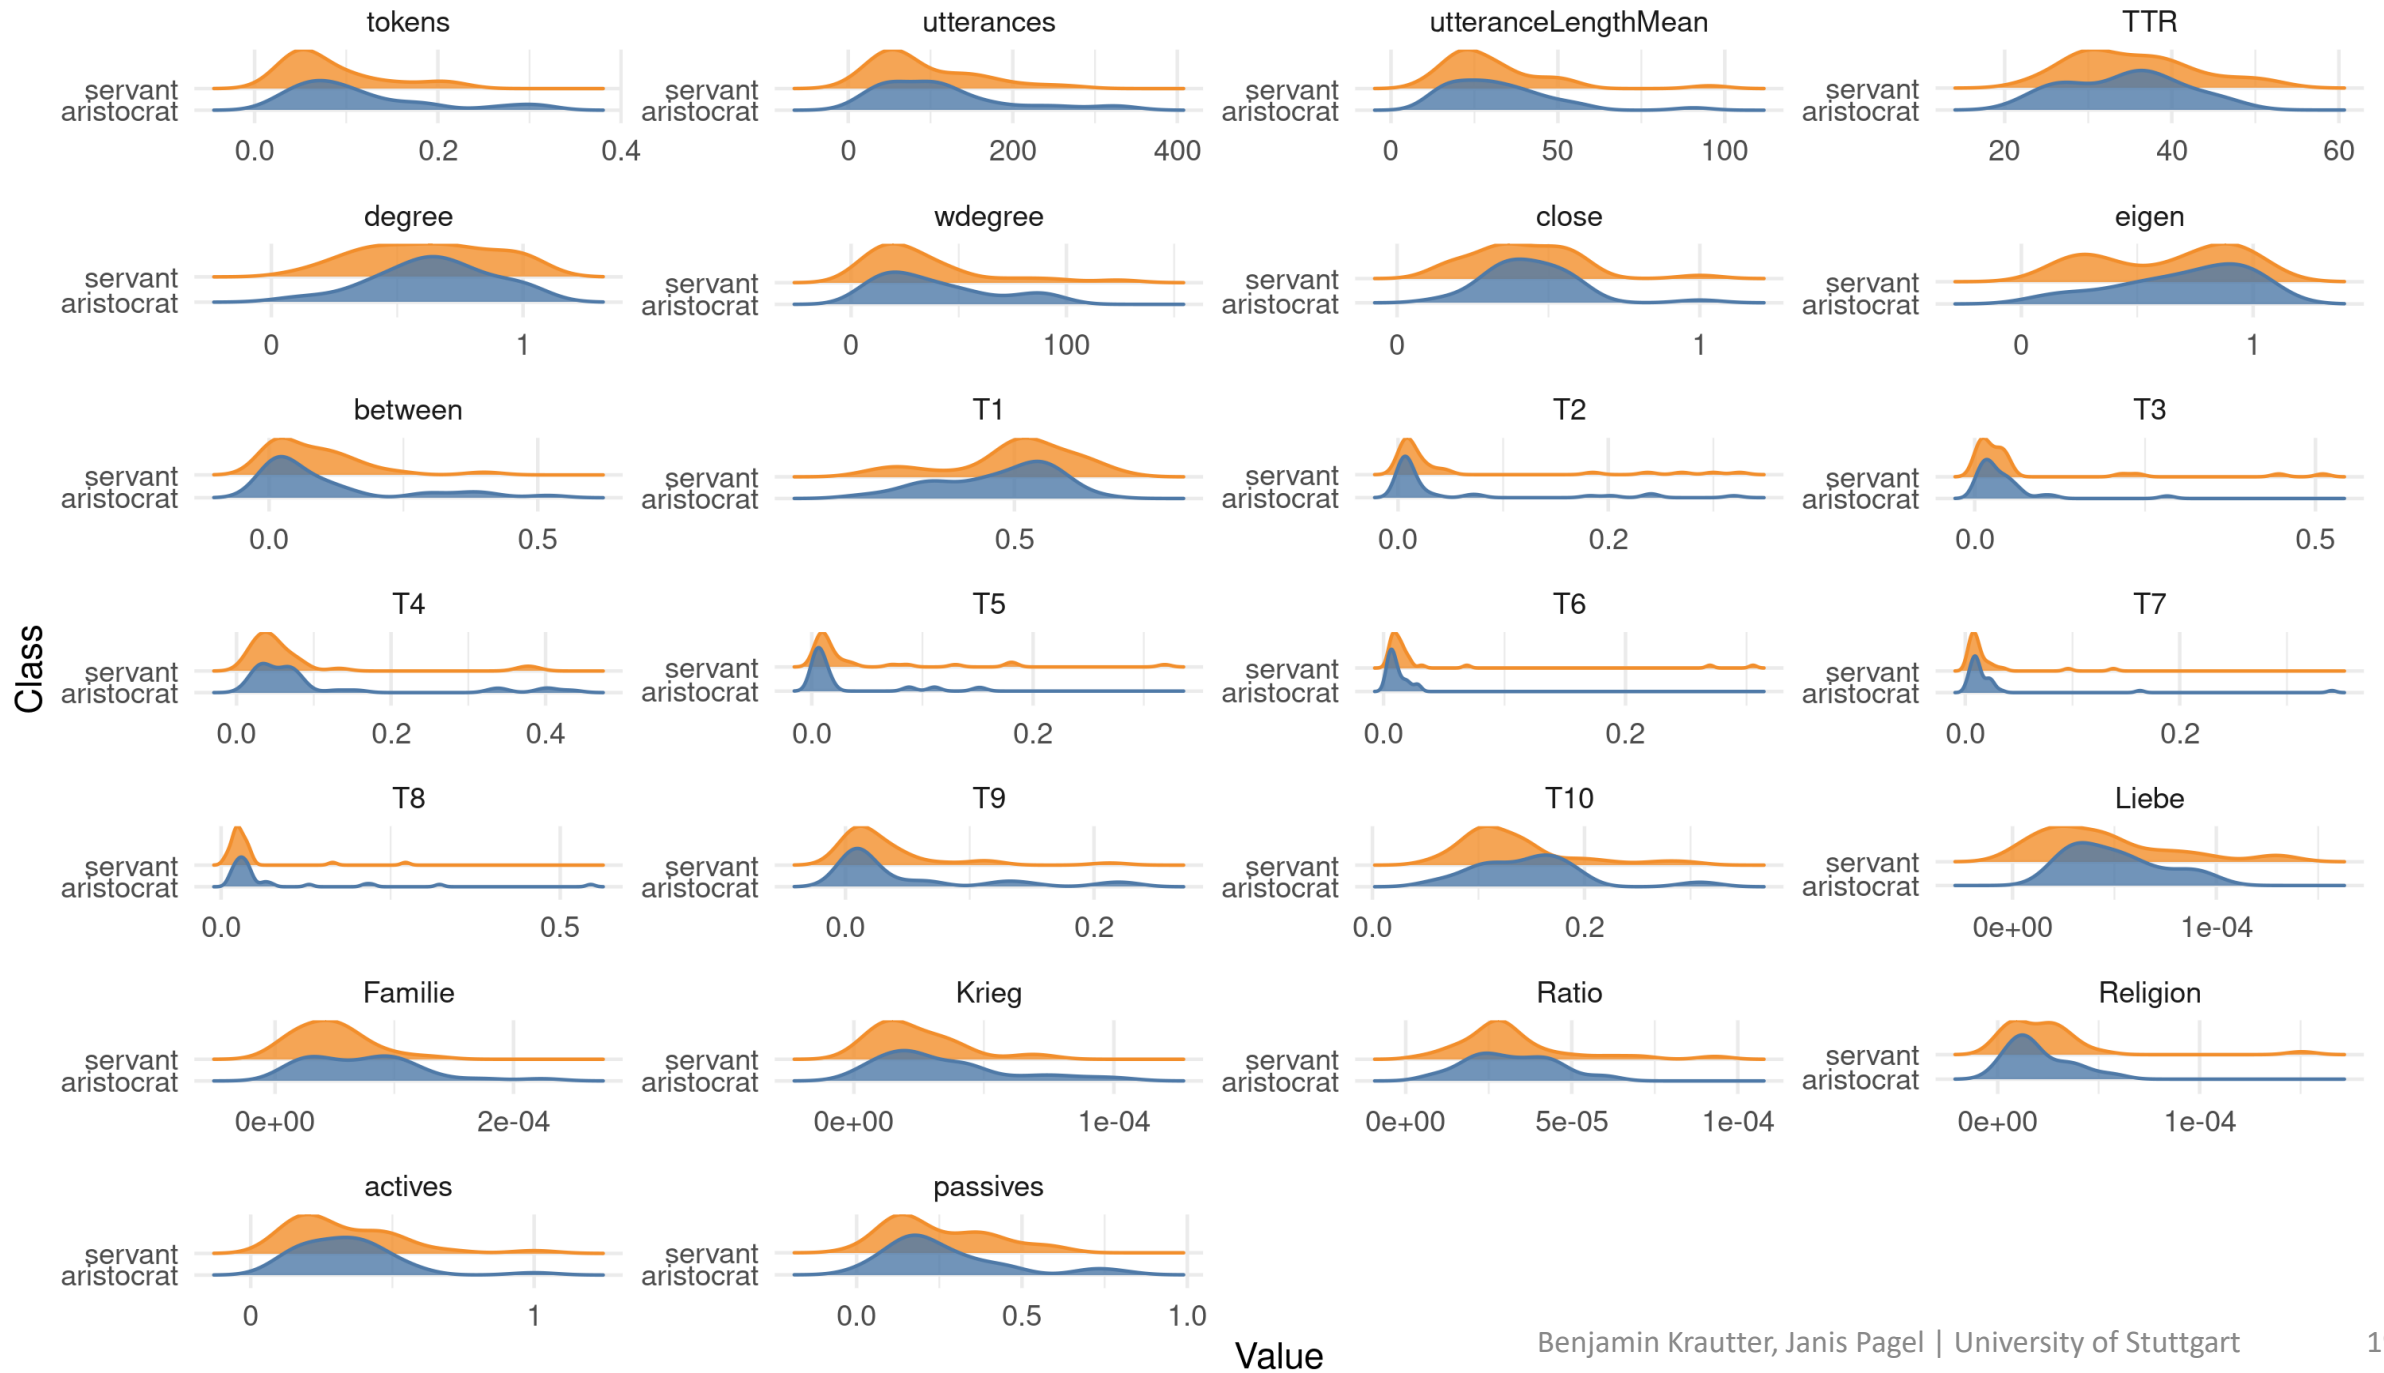 tokens utterances utteranceLengthMean TTR
servant servant servant servant
aristocrat aristocrat aristocrat aristocrat
0.0 0.2 0.4 0 200 400 0 50 100 20 40 60
degree wdegree close eigen
servant servant servant servant
aristocrat aristocrat aristocrat aristocrat
0 1 0 100 0 1 0 1
between T1 T2 T3
servant servant servant servant
aristocrat aristocrat aristocrat aristocrat
0.0 0.5 0.5 0.0 0.2 0.0 0.5
T4 T5 T6 T7
Class
servant servant servant servant
aristocrat aristocrat aristocrat aristocrat
0.0 0.2 0.4 0.0 0.2 0.0 0.2 0.0 0.2
T8 T9 T10 Liebe
servant servant servant servant
aristocrat aristocrat aristocrat aristocrat
0.0 0.5 0.0 0.2 0.0 0.2 0e+00 1e-04
Familie Krieg Ratio Religion
servant servant servant servant
aristocrat aristocrat aristocrat aristocrat
0e+00 2e-04 0e+00 1e-04 0e+00 5e-05 1e-04 0e+00 1e-04
actives passives
servant servant
aristocrat aristocrat
0 1 0.0 0.5 1.0
Value
Benjamin Krautter, Janis Pagel | University of Stuttgart